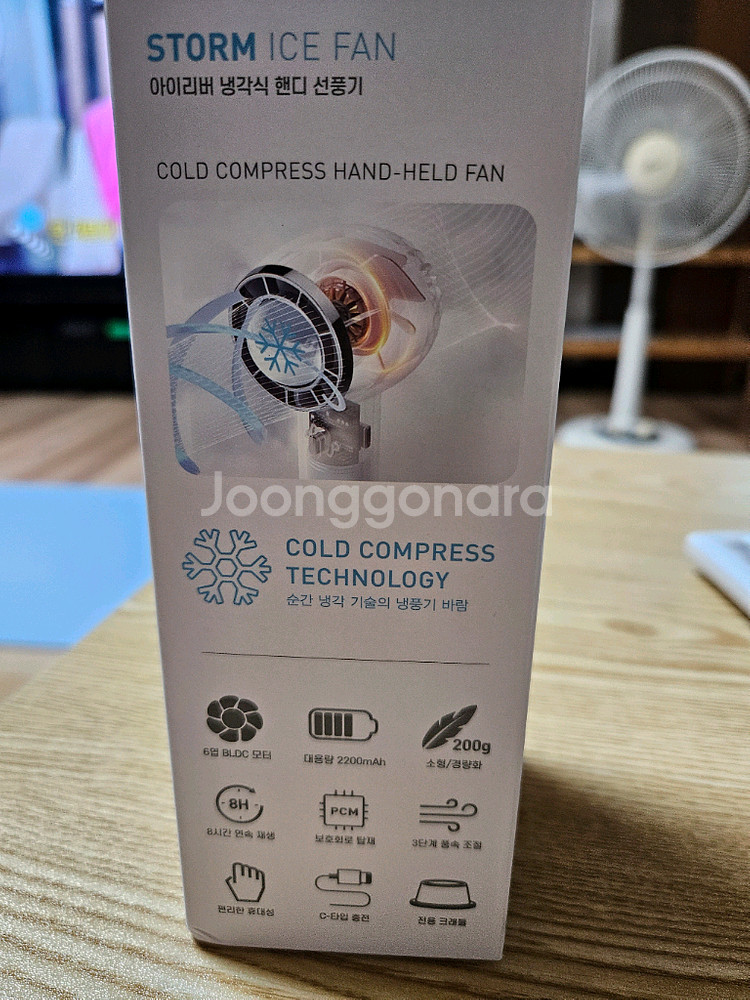 STORM ICE FAN
아이리버 냉각식 핸디 선풍기
COLD COMPRESS HAND-HELD FAN
Joonggonara
COLD COMPRESS
TECHNOLOGY
순간 냉각 기술의 냉풍기 바람
6엽 BLDC 모터
대용량 2200mAh
200g
소형/경량화
8H
8시간 연속 재생
PCM
보호회로 탑재
3단계 풍속 조절
편리한 휴대성
C-타입 충전
전용 크래들